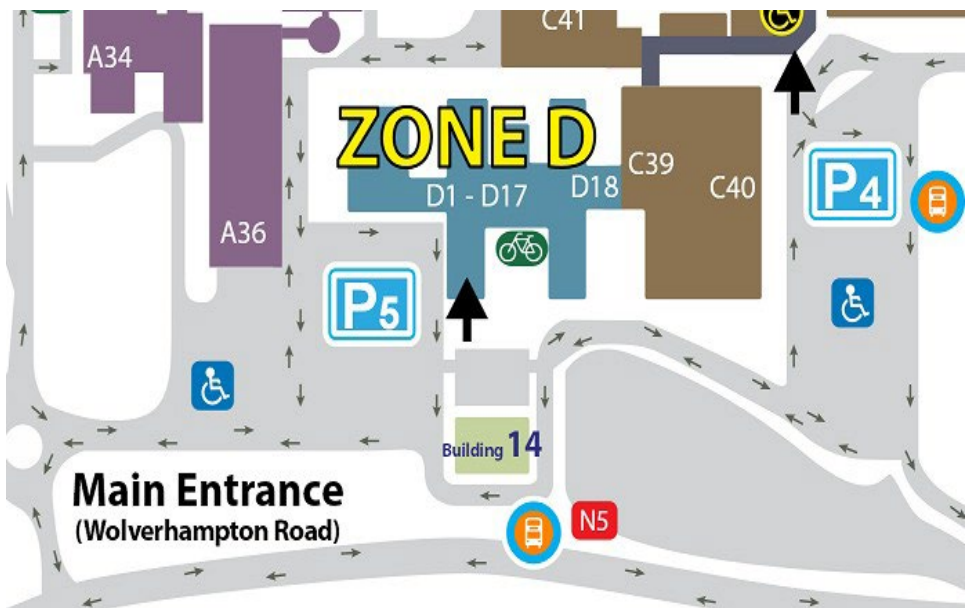 C41
A34
ZONE D
C39
D1 - D17
D18
C40
P4
A36
P5
Building 14
Main Entrance
(Wolverhampton Road)
N5